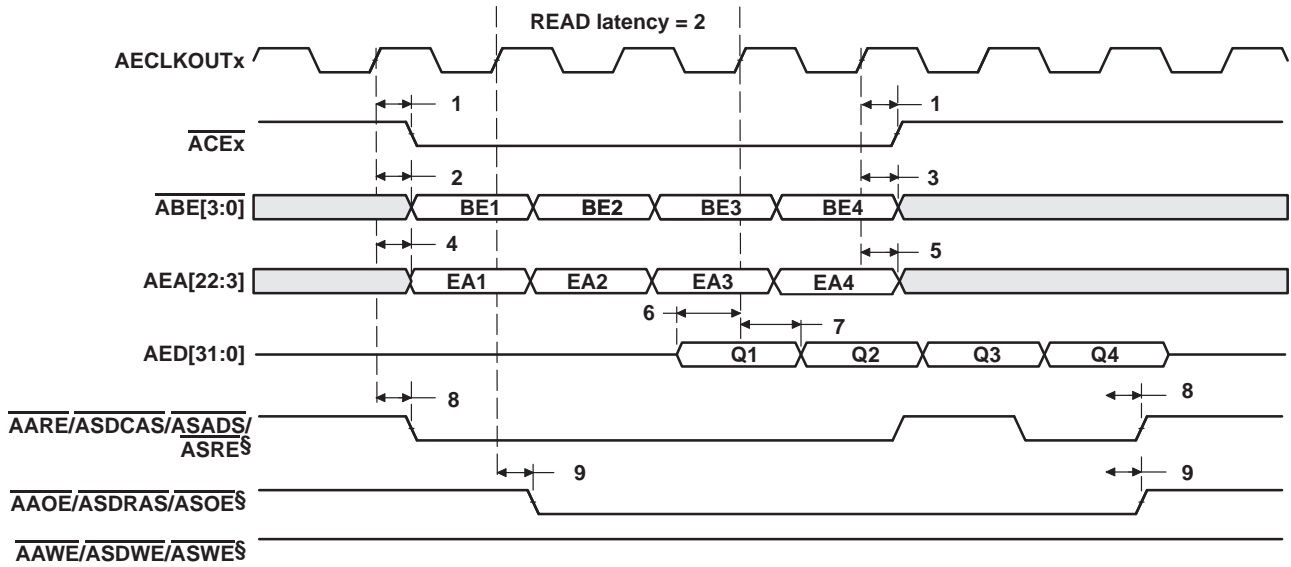 READ latency = 2
AECLKOUTx
1 1
ACEx
2 3
ABE[3:0] BE1 BE2 BE3 BE4
4 5
AEA[22:3] EA1 EA2 EA3 EA4
6 7
AED[31:0] Q1 Q2 Q3 Q4
8 8
AARE/ASDCAS/ASADS/
ASRE§
9 9
AAOE/ASDRAS/ASOE§
AAWE/ASDWE/ASWE§